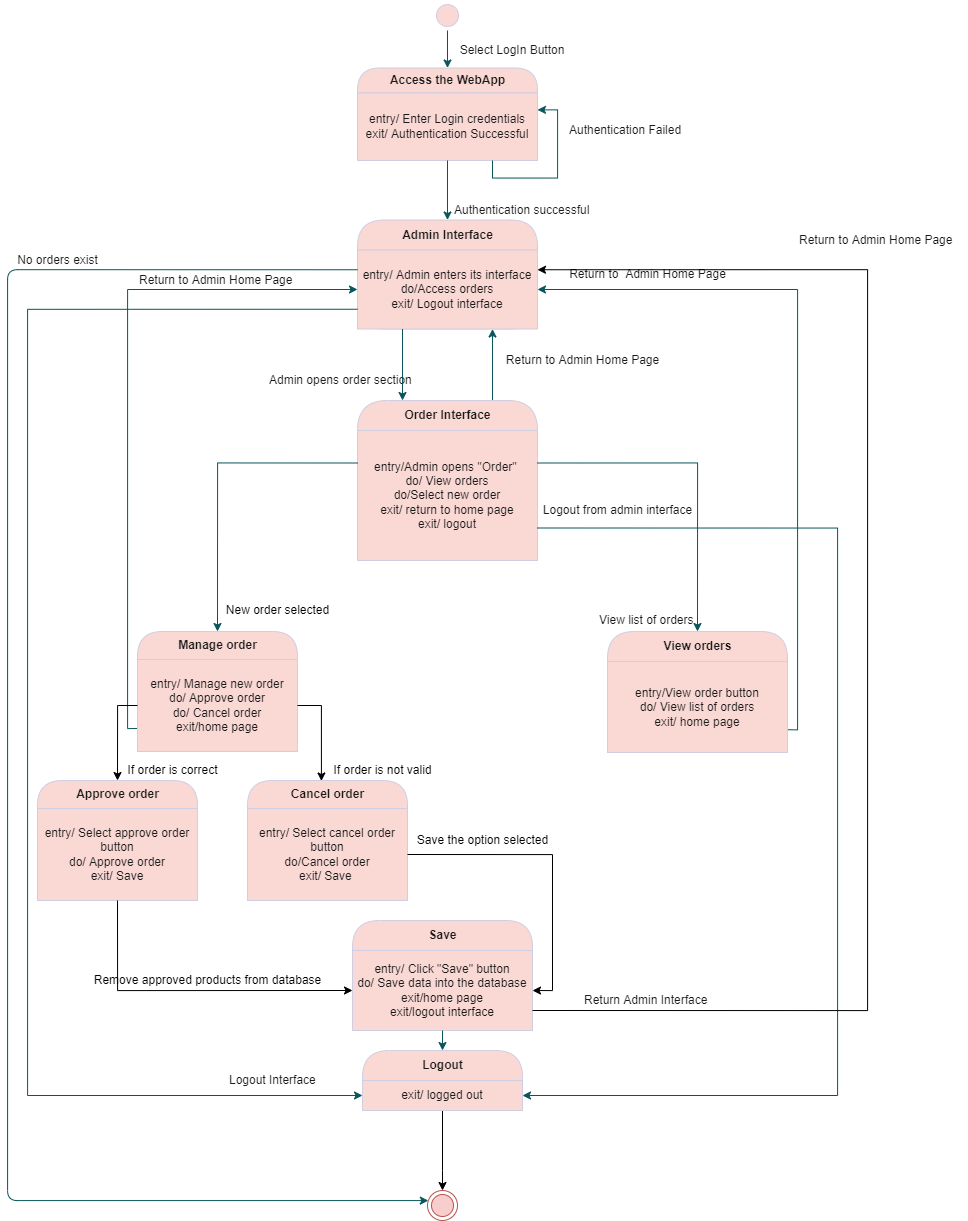 Select LogIn Button
Access the WebApp
entry/ Enter Login credentials
exit/ Authentication Successful
Authentication Failed
Authentication successful
Admin Interface
Return to Admin Home Page
No orders exist
Return to Admin Home Page
entry/ Admin enters its interface
do/Access orders
exit/ Logout interface
Return to  Admin Home Page
Return to Admin Home Page
Admin opens order section
Order Interface
entry/Admin opens "Order"
do/ View orders
do/Select new order
exit/ return to home page
exit/ logout
Logout from admin interface
New order selected
View list of orders
Manage order
entry/ Manage new order
do/ Approve order
do/ Cancel order
exit/home page
View orders
entry/View order button
do/ View list of orders
exit/ home page
If order is correct
If order is not valid
Approve order
entry/ Select approve order
button
do/ Approve order
exit/ Save
Cancel order
entry/ Select cancel order
button
do/Cancel order
exit/ Save
Save the option selected
Save
entry/ Click "Save" button
do/ Save data into the database
exit/home page
exit/logout interface
Remove approved products from database
Return Admin Interface
Logout
exit/ logged out
Logout Interface